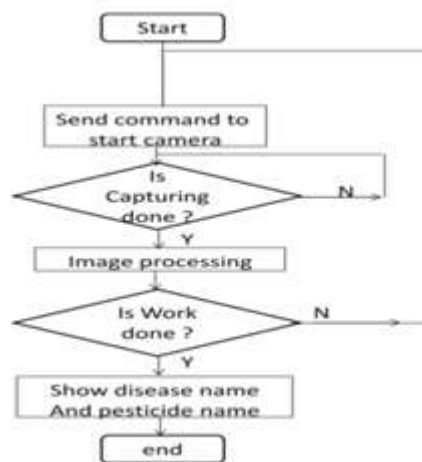 Start
Send command to
start camera
Is
Capturing
done ?
N
Y
Image processing
Is Work
done ?
N
Y
Show disease name
And pesticide name
end